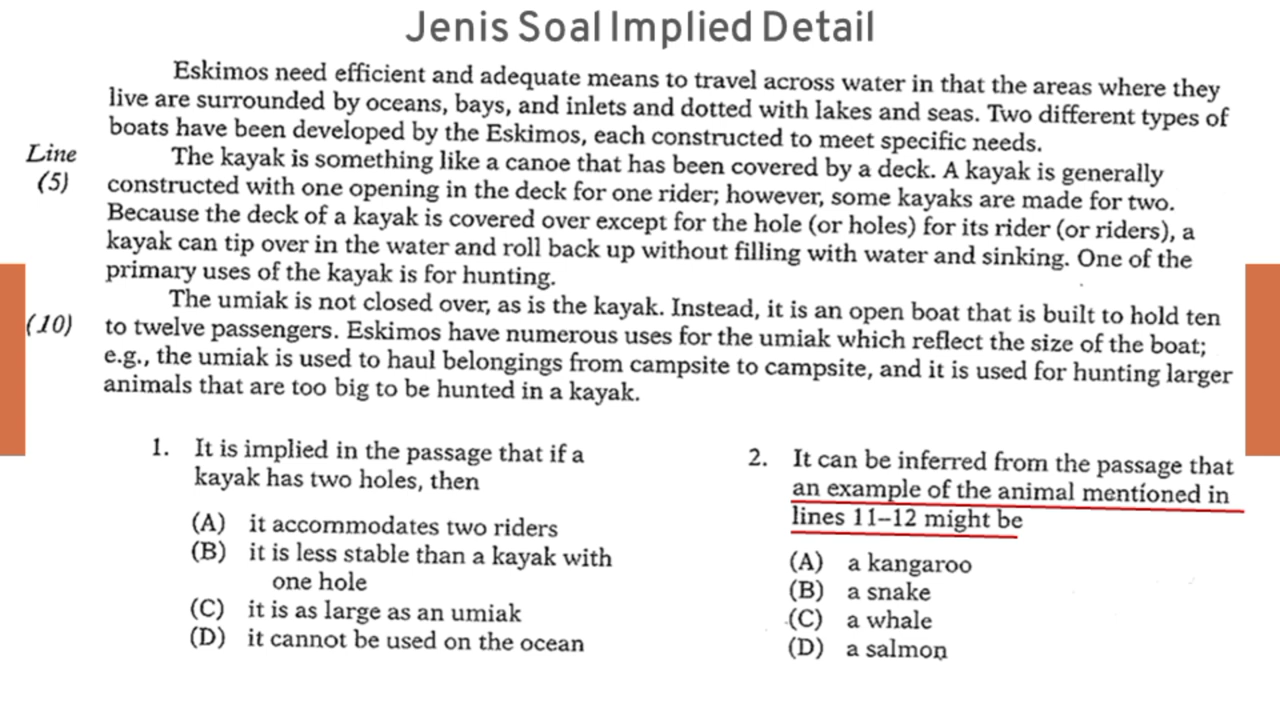 Jenis Soal Implied Detail
Eskimos need efficient and adequate means to travel across water in that the areas where they
live are surrounded by oceans, bays, and inlets and dotted with lakes and seas. Two different types of
boats have been developed by the Eskimos, each constructed to meet specific needs.
Line
The kayak is something like a canoe that has been covered by a deck. A kayak is generally
(5) constructed with one opening in the deck for one rider; however, some kayaks are made for two.
Because the deck of a kayak is covered over except for the hole (or holes) for its rider (or riders), a
kayak can tip over in the water and roll back up without filling with water and sinking. One of the
primary uses of the kayak is for hunting.
The umiak is not closed over, as is the kayak. Instead, it is an open boat that is built to hold ten
(10) to twelve passengers. Eskimos have numerous uses for the umiak which reflect the size of the boat;
e.g., the umiak is used to haul belongings from campsite to campsite, and it is used for hunting larger
animals that are too big to be hunted in a kayak.
1. It is implied in the passage that if a
kayak has two holes, then
(A) it accommodates two riders
(B) it is less stable than a kayak with
one hole
(C) it is as large as an umiak
(D) it cannot be used on the ocean
2. It can be inferred from the passage that
an example of the animal mentioned in
lines 11–12 might be
(A) a kangaroo
(B) a snake
(C) a whale
(D) a salmon